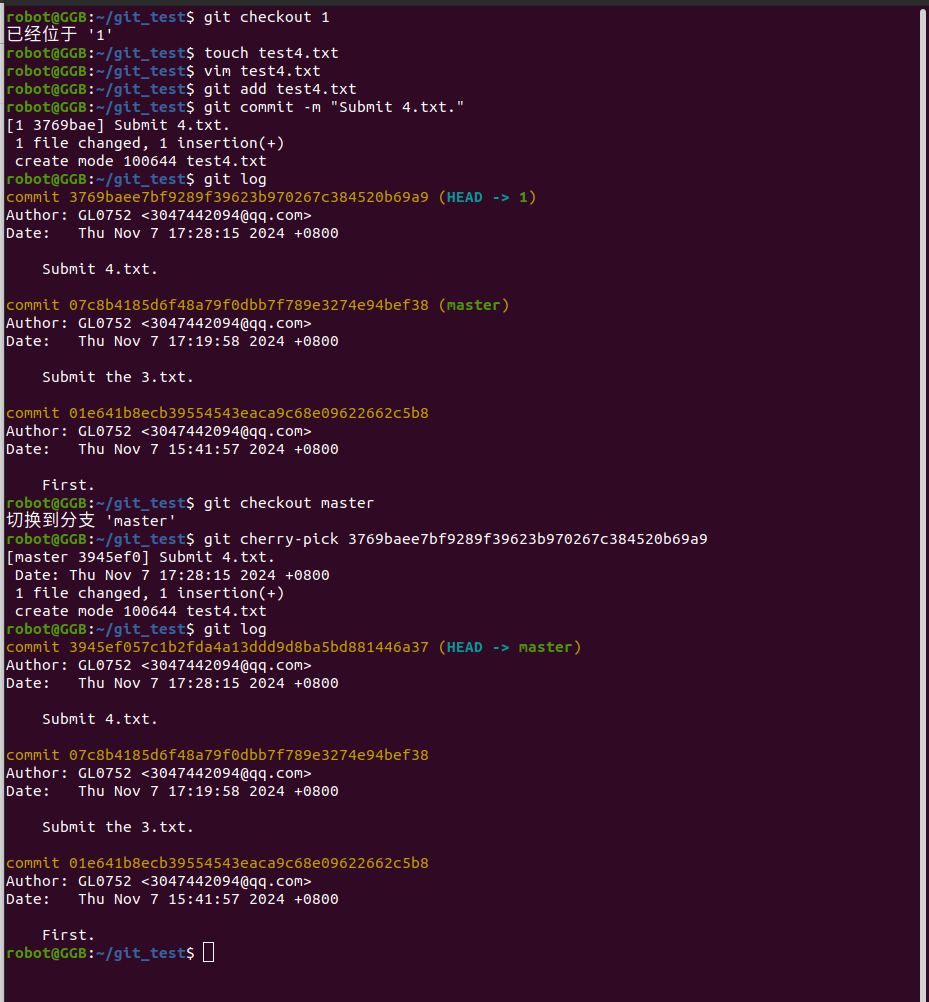 robot@GGB:~/git_test$ git checkout 1
已经位于 '1'
robot@GGB:~/git_test$ touch test4.txt
robot@GGB:~/git_test$ vim test4.txt
robot@GGB:~/git_test$ git add test4.txt
robot@GGB:~/git_test$ git commit -m "Submit 4.txt."
[1 3769bae] Submit 4.txt.
 1 file changed, 1 insertion(+)
 create mode 100644 test4.txt
robot@GGB:~/git_test$ git log
commit 3769baee7bf9289f39623b970267c384520b69a9 (HEAD -> 1)
Author: GL0752 <3047442094@qq.com>
Date:   Thu Nov 7 17:28:15 2024 +0800

    Submit 4.txt.

commit 07c8b4185d6f48a79f0dbb7f789e3274e94bef38 (master)
Author: GL0752 <3047442094@qq.com>
Date:   Thu Nov 7 17:19:58 2024 +0800

    Submit the 3.txt.

commit 01e641b8ecb39554543eaca9c68e09622662c5b8
Author: GL0752 <3047442094@qq.com>
Date:   Thu Nov 7 15:41:57 2024 +0800

    First.
robot@GGB:~/git_test$ git checkout master
切换到分支 'master'
robot@GGB:~/git_test$ git cherry-pick 3769baee7bf9289f39623b970267c384520b69a9
[master 3945ef0] Submit 4.txt.
 Date: Thu Nov 7 17:28:15 2024 +0800
 1 file changed, 1 insertion(+)
 create mode 100644 test4.txt
robot@GGB:~/git_test$ git log
commit 3945ef057c1b2fda4a13ddd9d8ba5bd881446a37 (HEAD -> master)
Author: GL0752 <3047442094@qq.com>
Date:   Thu Nov 7 17:28:15 2024 +0800

    Submit 4.txt.

commit 07c8b4185d6f48a79f0dbb7f789e3274e94bef38
Author: GL0752 <3047442094@qq.com>
Date:   Thu Nov 7 17:19:58 2024 +0800

    Submit the 3.txt.

commit 01e641b8ecb39554543eaca9c68e09622662c5b8
Author: GL0752 <3047442094@qq.com>
Date:   Thu Nov 7 15:41:57 2024 +0800

    First.
robot@GGB:~/git_test$